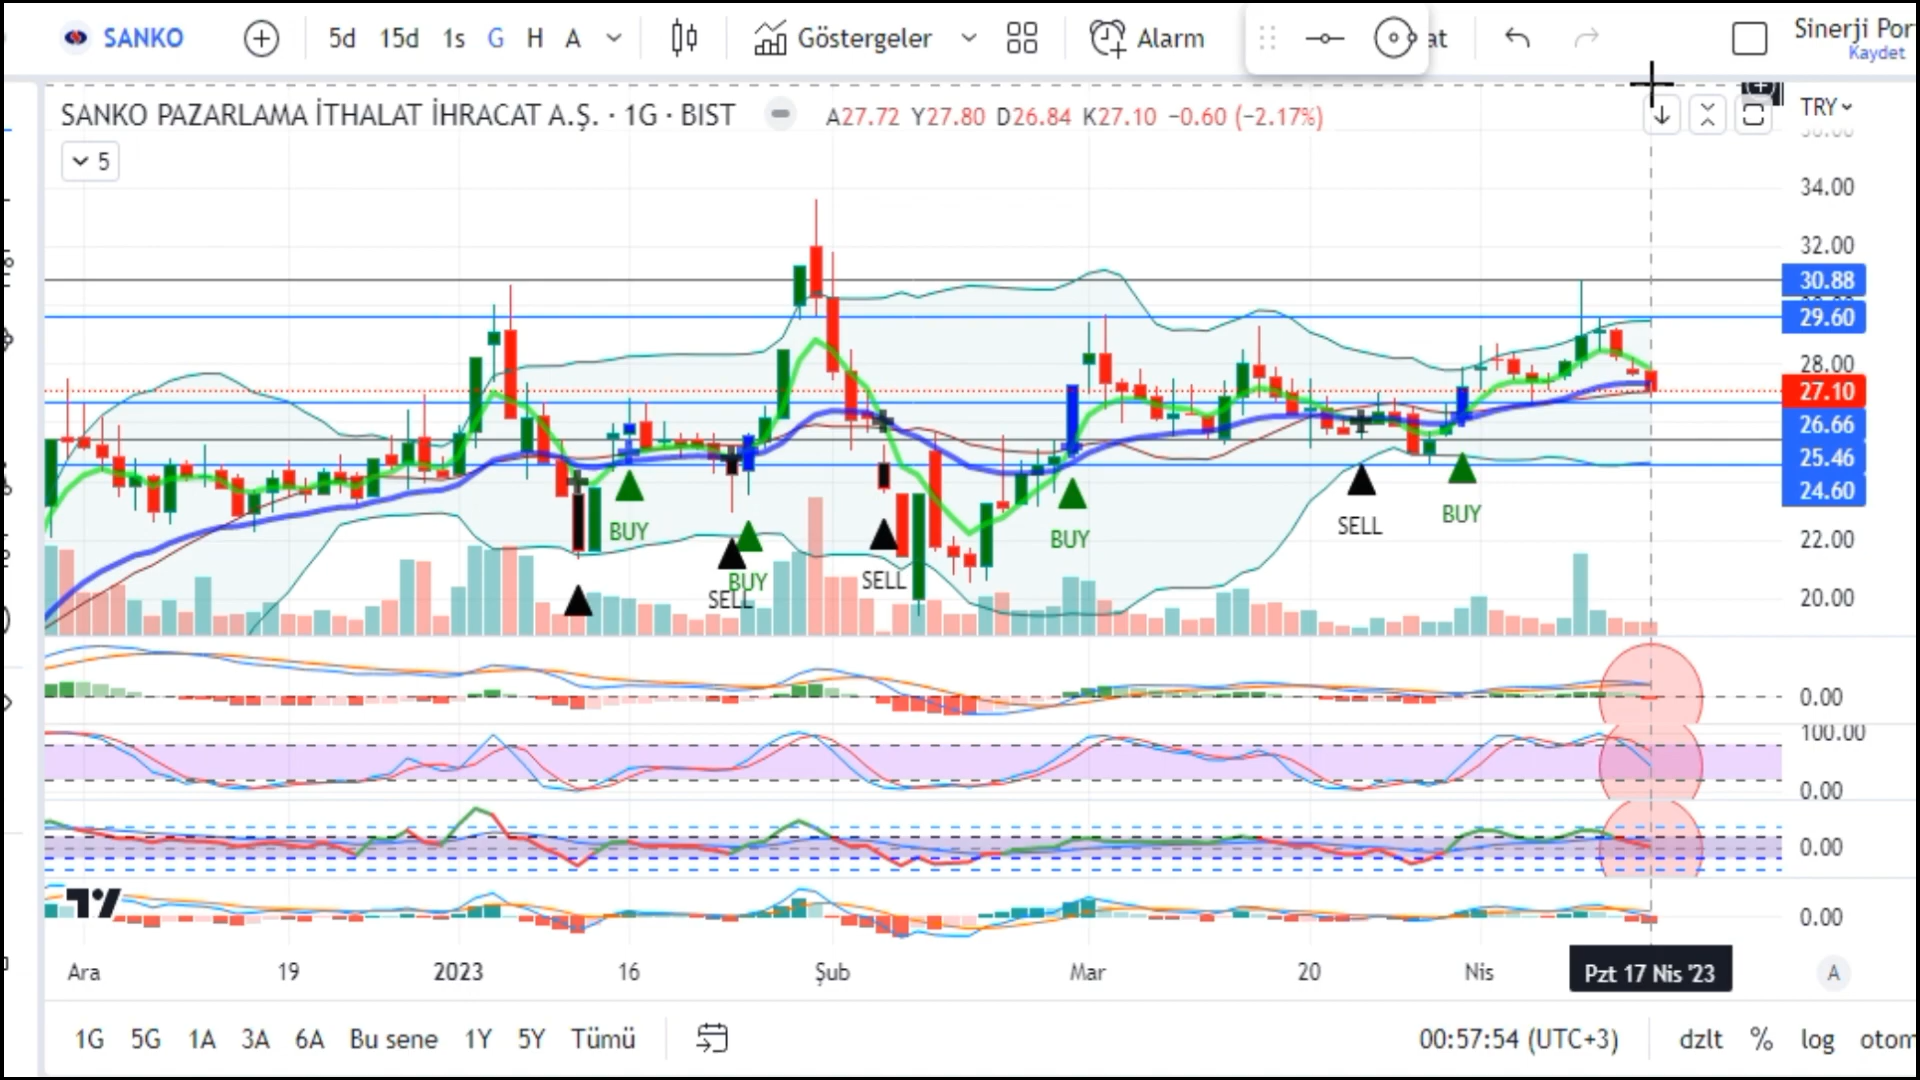 SANKO 5d 15d 1s G H A Göstergeler Alarm at Sinerji Por
Kaydet
SANKO PAZARLAMA İTHALAT İHRACAT A.Ş. · 1G · BIST A27.72 Y27.80 D26.84 K27.10 −0.60 (−2.17%) TRY
5
34.00
32.00
30.88
29.60
28.00
27.10
26.66
25.46
24.60
22.00
20.00
BUY
SELL
BUY
SELL
BUY
SELL
BUY
0.00
100.00
0.00
0.00
0.00
Ara 19 2023 16 Şub Mar 20 Nis Pzt 17 Nis '23 A
1G 5G 1A 3A 6A Bu sene 1Y 5Y Tümü 00:57:54 (UTC+3) dzlt % log otom